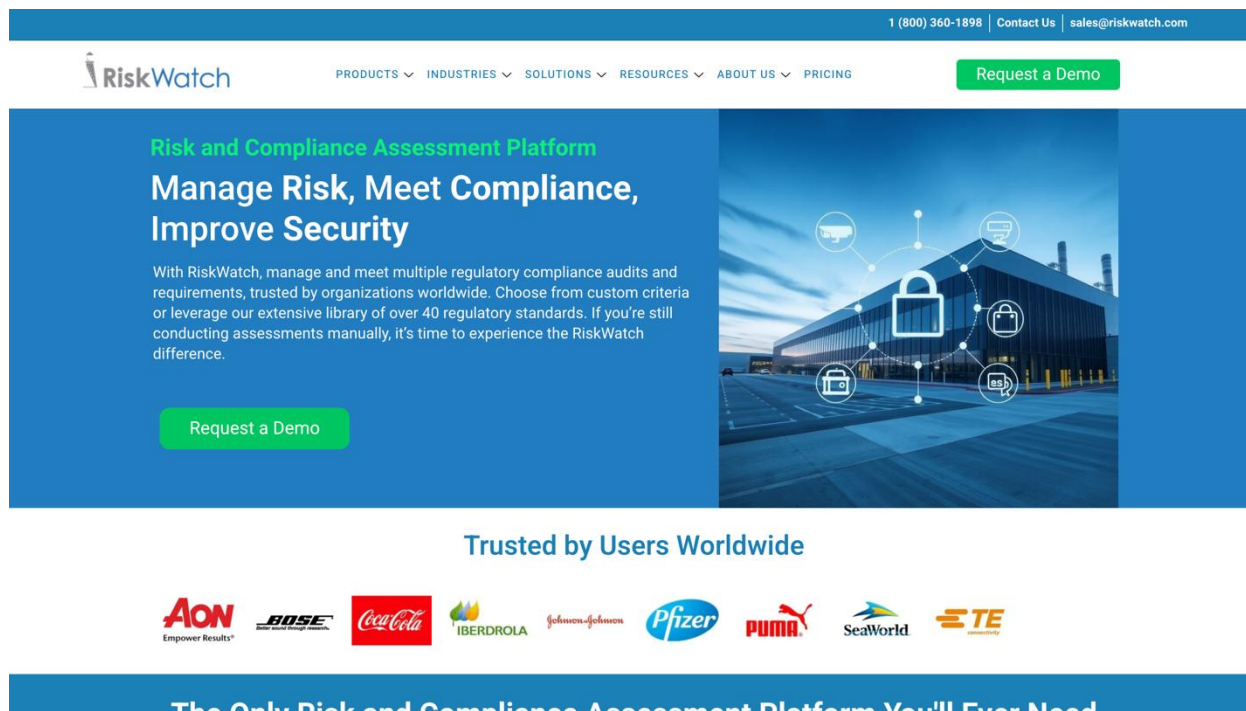 1 (800) 360-1898 | Contact Us | sales@riskwatch.com
RiskWatch
PRODUCTS INDUSTRIES SOLUTIONS RESOURCES ABOUT US PRICING
Request a Demo
Risk and Compliance Assessment Platform
Manage Risk, Meet Compliance,
Improve Security
With RiskWatch, manage and meet multiple regulatory compliance audits and
requirements, trusted by organizations worldwide. Choose from custom criteria
or leverage our extensive library of over 40 regulatory standards. If you're still
conducting assessments manually, it's time to experience the RiskWatch
difference.
Request a Demo
Trusted by Users Worldwide
AON
Empower Results®
BOSE
Better sound through research.
Coca-Cola
IBERDROLA
Johnson & Johnson
Pfizer
PUMA
SeaWorld
TE
connectivity
The Only Risk and Compliance Assessment Platform You'll Ever Need